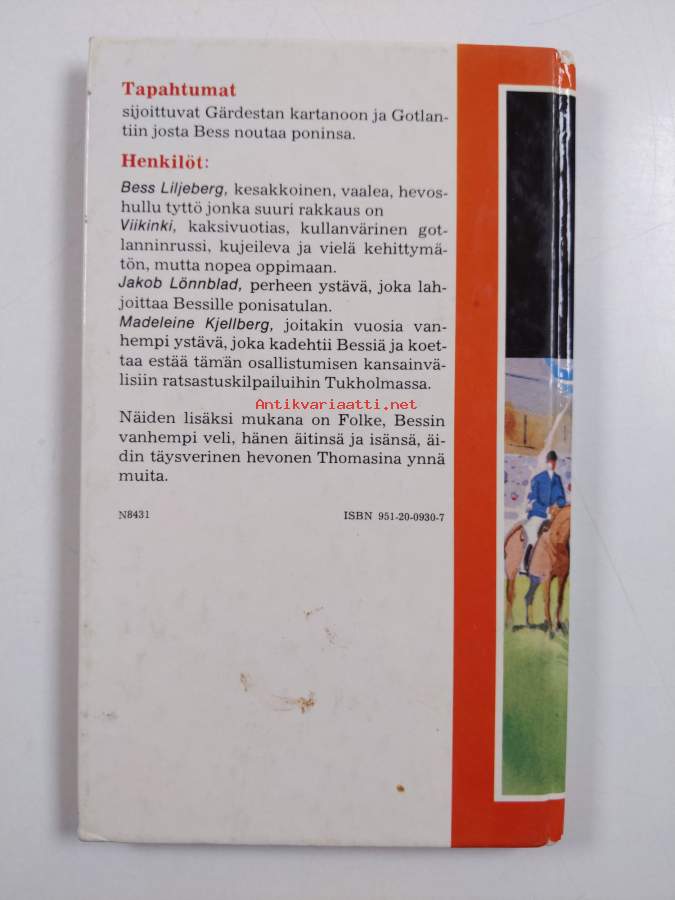 Tapahtumat
sijoittuvat Gärdestan kartanoon ja Gotlan-
tiin josta Bess noutaa poninsa.
Henkilöt:
Bess Liljeberg, kesakkoinen, vaalea, hevos-
hullu tyttö jonka suuri rakkaus on
Viikinki, kaksivuotias, kullanvärinen got-
lanninrussi, kujeileva ja vielä kehittymä-
tön, mutta nopea oppimaan.
Jakob Lönnblad, perheen ystävä, joka lah-
joittaa Bessille ponisatulan.
Madeleine Kjellberg, joitakin vuosia van-
hempi ystävä, joka kadehtii Bessiä ja koet-
taa estää tämän osallistumisen kansainvä-
lisiin ratsastuskilpailuihin Tukholmassa.
Antikvariaatti.net
Näiden lisäksi mukana on Folke, Bessin
vanhempi veli, hänen äitinsä ja isänsä, äi-
din täysverinen hevonen Thomasina ynnä
muita.
N8431 ISBN 951-20-0930-7